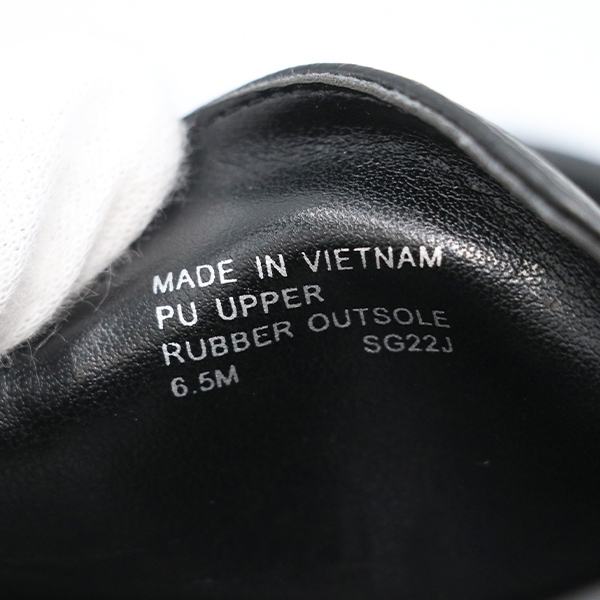 MADE IN VIETNAM
PU UPPER
RUBBER OUTSOLE
6.5M SG22J